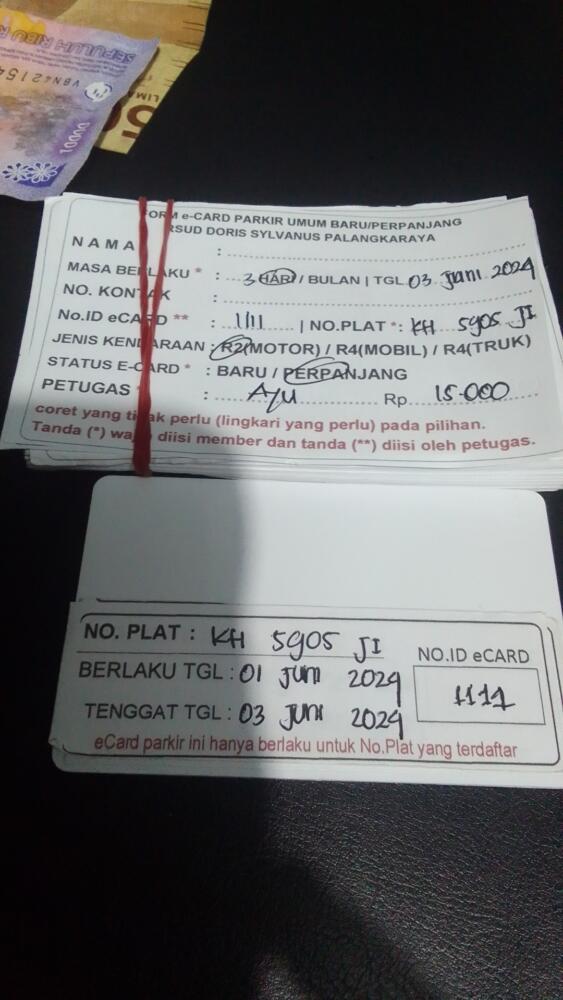 SEPULUH RIBU R
VBN42154
10000
LIMA
50
FORM e-CARD PARKIR UMUM BARU/PERPANJANG
RSUD DORIS SYLVANUS PALANGKARAYA
NAMA :
MASA BERLAKU * : 3 HARI / BULAN | TGL 03 Juni 2024
NO. KONTAK :
No.ID eCARD ** : 1111 | NO.PLAT *: KH 5905 JI
JENIS KENDARAAN : R2(MOTOR) / R4(MOBIL) / R4(TRUK)
STATUS E-CARD * : BARU / PERPANJANG
PETUGAS : Ayu Rp 15.000
coret yang tidak perlu (lingkari yang perlu) pada pilihan.
Tanda (*) wajib diisi member dan tanda (**) diisi oleh petugas.
NO. PLAT : KH 5905 JI
BERLAKU TGL : 01 Juni 2024
NO.ID eCARD
1111
TENGGAT TGL : 03 Juni 2024
eCard parkir ini hanya berlaku untuk No.Plat yang terdaftar